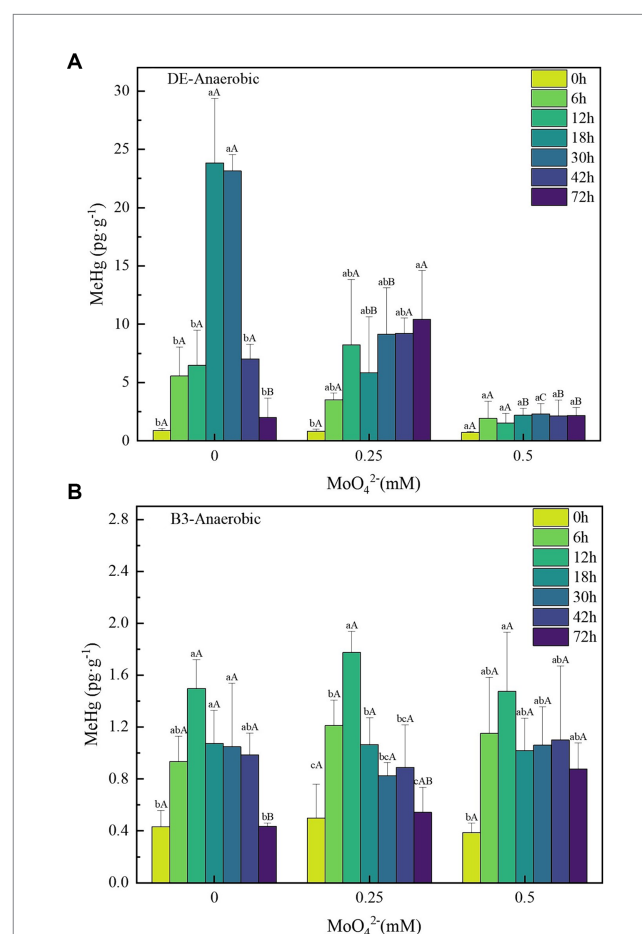 A
DE-Anaerobic
0h
6h
12h
18h
30h
42h
72h
30
25
20
15
10
5
0
MeHg (pg·g⁻¹)
bA bA bA aA aA bA bB
bA abA abA abB abB abA aA
aA aA aA aB aC aB aB
0 0.25 0.5
MoO₄²⁻(mM)
B
B3-Anaerobic
0h
6h
12h
18h
30h
42h
72h
2.8
2.4
2.0
1.6
1.2
0.8
0.4
0.0
MeHg (pg·g⁻¹)
bA abA aA aA aA abA bB
cA bA aA bA bcA bcA cAB
bA abA aA abA abA abA abA
0 0.25 0.5
MoO₄²⁻(mM)